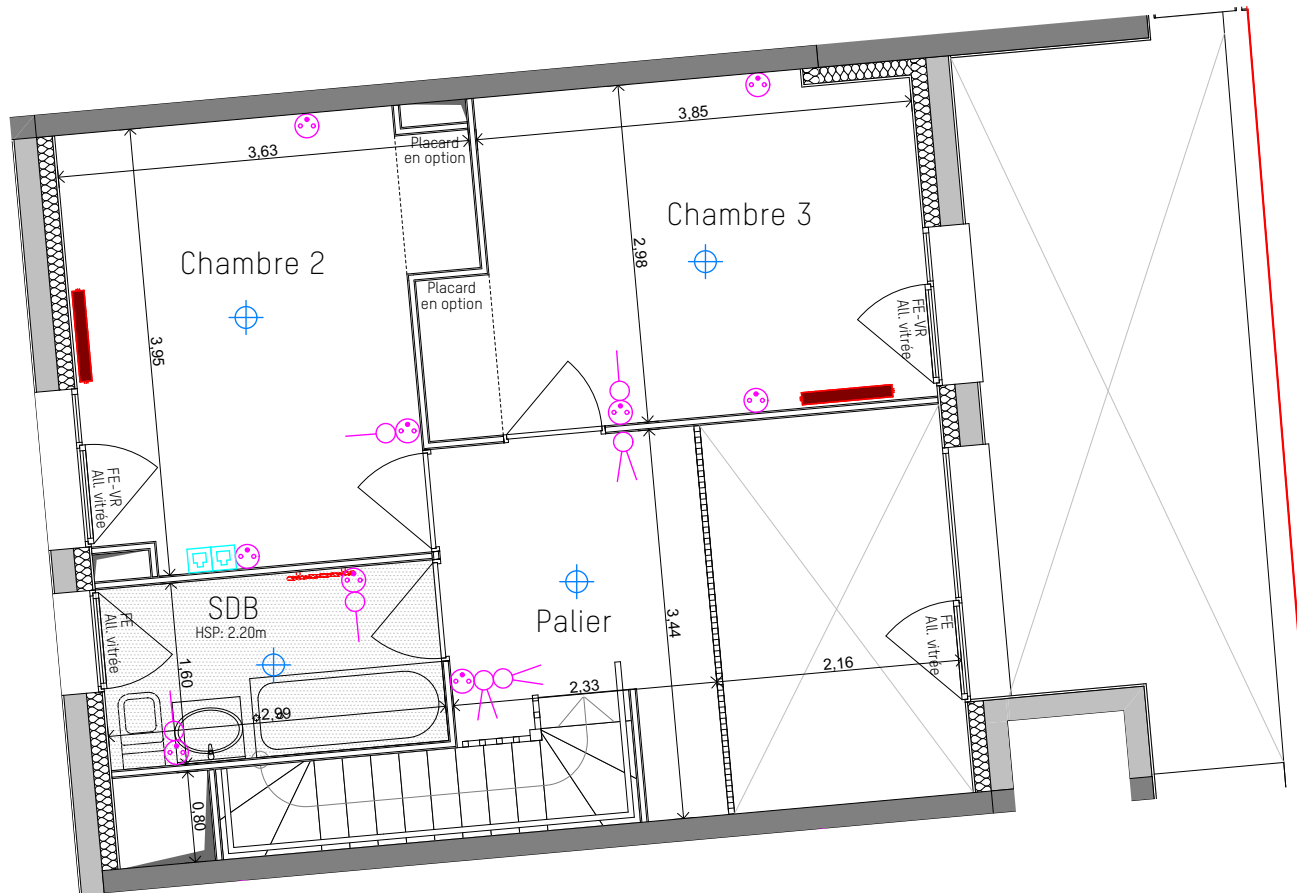 3,63
Placard
en option
3,85
Chambre 2
Chambre 3
2,98
Placard
en option
3,95
FE-VR
All. vitrée
FE-VR
All. vitrée
SDB
HSP: 2.20m
FE
All. vitrée
1,60
Palier
3,44
FE
All. vitrée
2,16
2,33
2,99
0,80